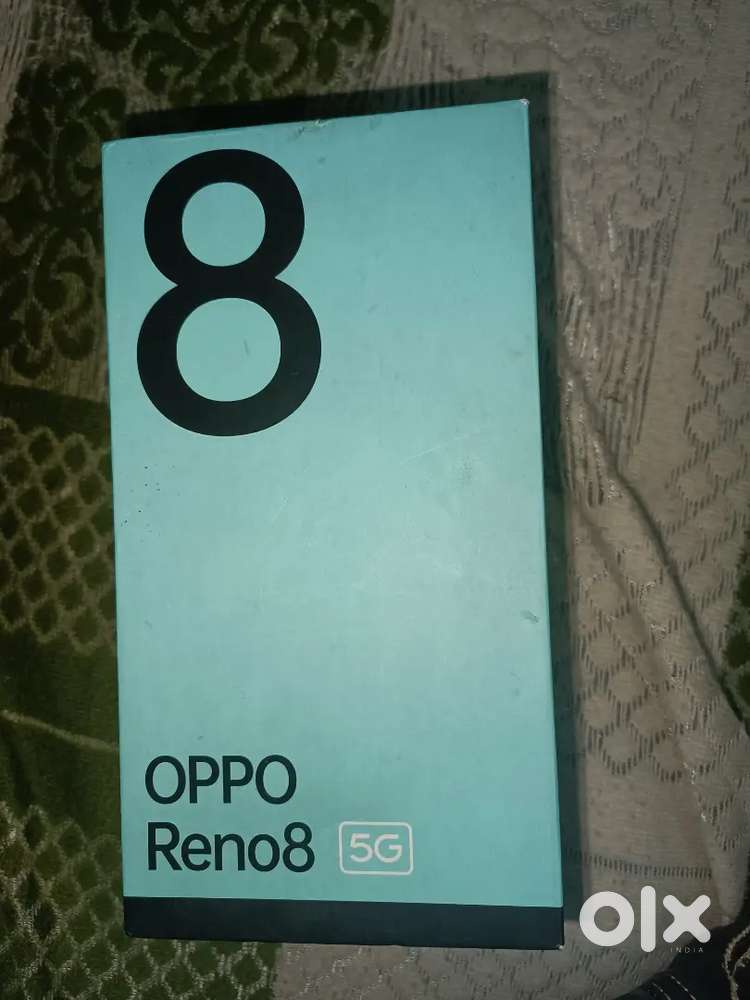 8
OPPO
Reno8 5G
olx
INDIA